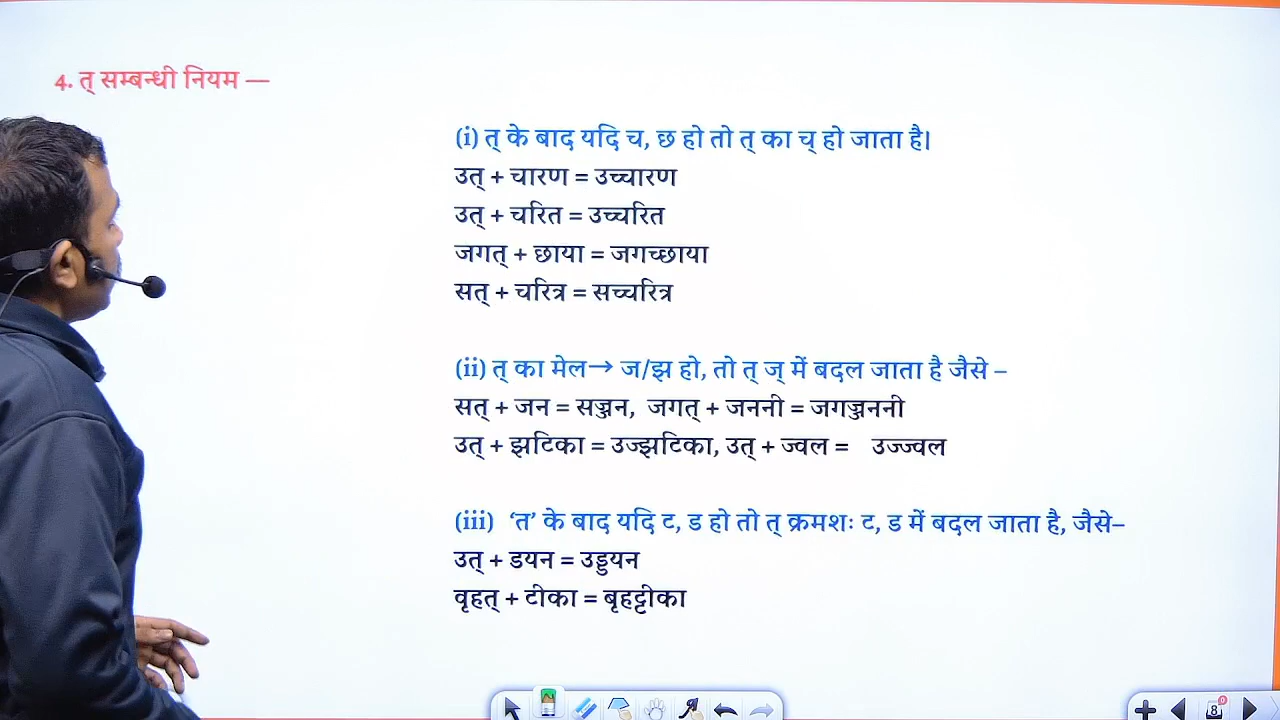 4. त् सम्बन्धी नियम —
(i) त् के बाद यदि च, छ हो तो त् का च् हो जाता है।
उत् + चारण = उच्चारण
उत् + चरित = उच्चरित
जगत् + छाया = जगच्छाया
सत् + चरित्र = सच्चरित्र
(ii) त् का मेल→ ज/झ हो, तो त् ज् में बदल जाता है जैसे –
सत् + जन = सज्जन, जगत् + जननी = जगज्जननी
उत् + झटिका = उज्झटिका, उत् + ज्वल = उज्ज्वल
(iii) ‘त’ के बाद यदि ट, ड हो तो त् क्रमशः ट, ड में बदल जाता है, जैसे–
उत् + डयन = उड्डयन
वृहत् + टीका = बृहट्टीका
8
0